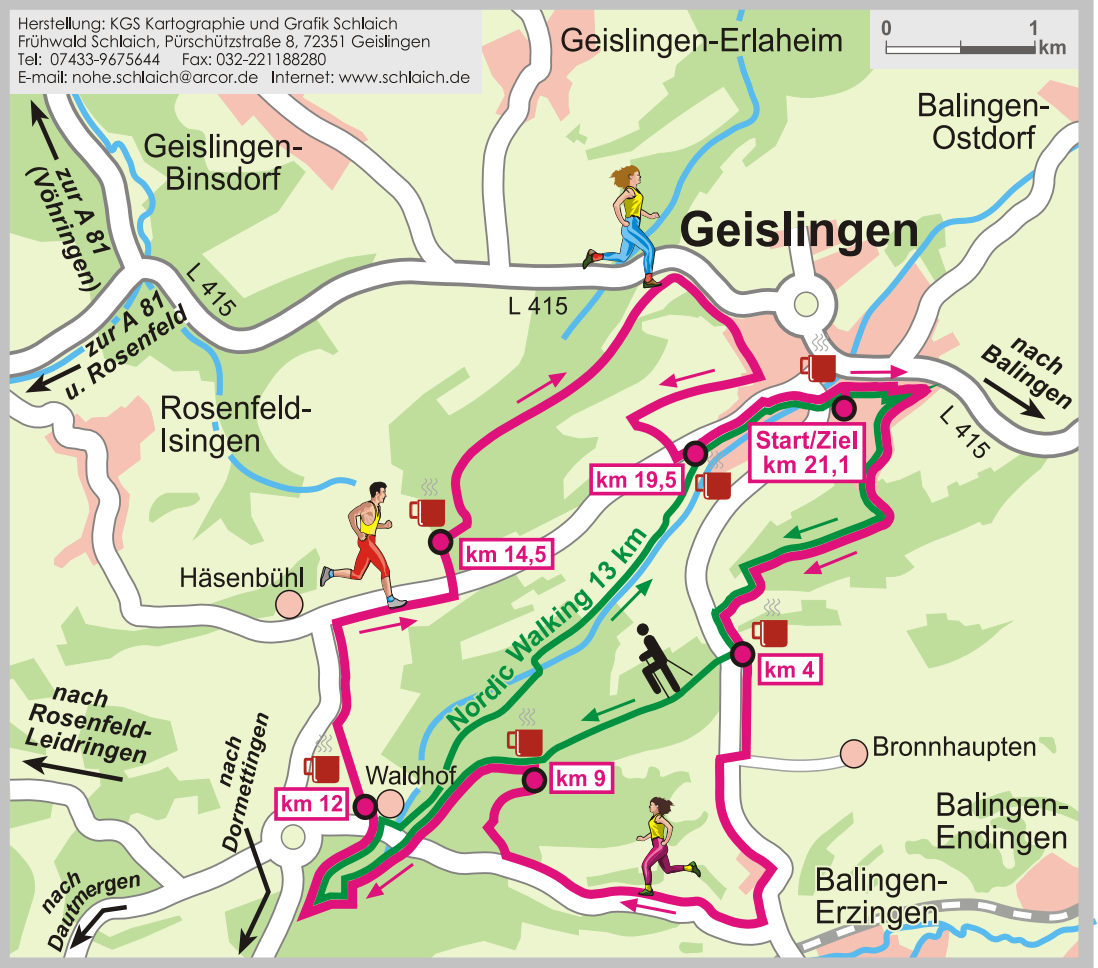 Herstellung: KGS Kartographie und Grafik Schlaich
Frühwald Schlaich, Pürschützstraße 8, 72351 Geislingen
Tel: 07433-9675644 Fax: 032-221188280
E-mail: nohe.schlaich@arcor.de Internet: www.schlaich.de
0 1
km
Geislingen-Erlaheim
Balingen-
Ostdorf
Geislingen-
Binsdorf
zur A 81
(Vöhringen)
Geislingen
L 415
L 415
zur A 81
u. Rosenfeld
nach
Balingen
L 415
Rosenfeld-
Isingen
Start/Ziel
km 21,1
km 19,5
km 14,5
Häsenbühl
Nordic Walking 13 km
km 4
nach
Rosenfeld-
Leidringen
nach
Dormettingen
Bronnhaupten
Waldhof
km 9
km 12
Balingen-
Endingen
Balingen-
Erzingen
nach
Dautmergen